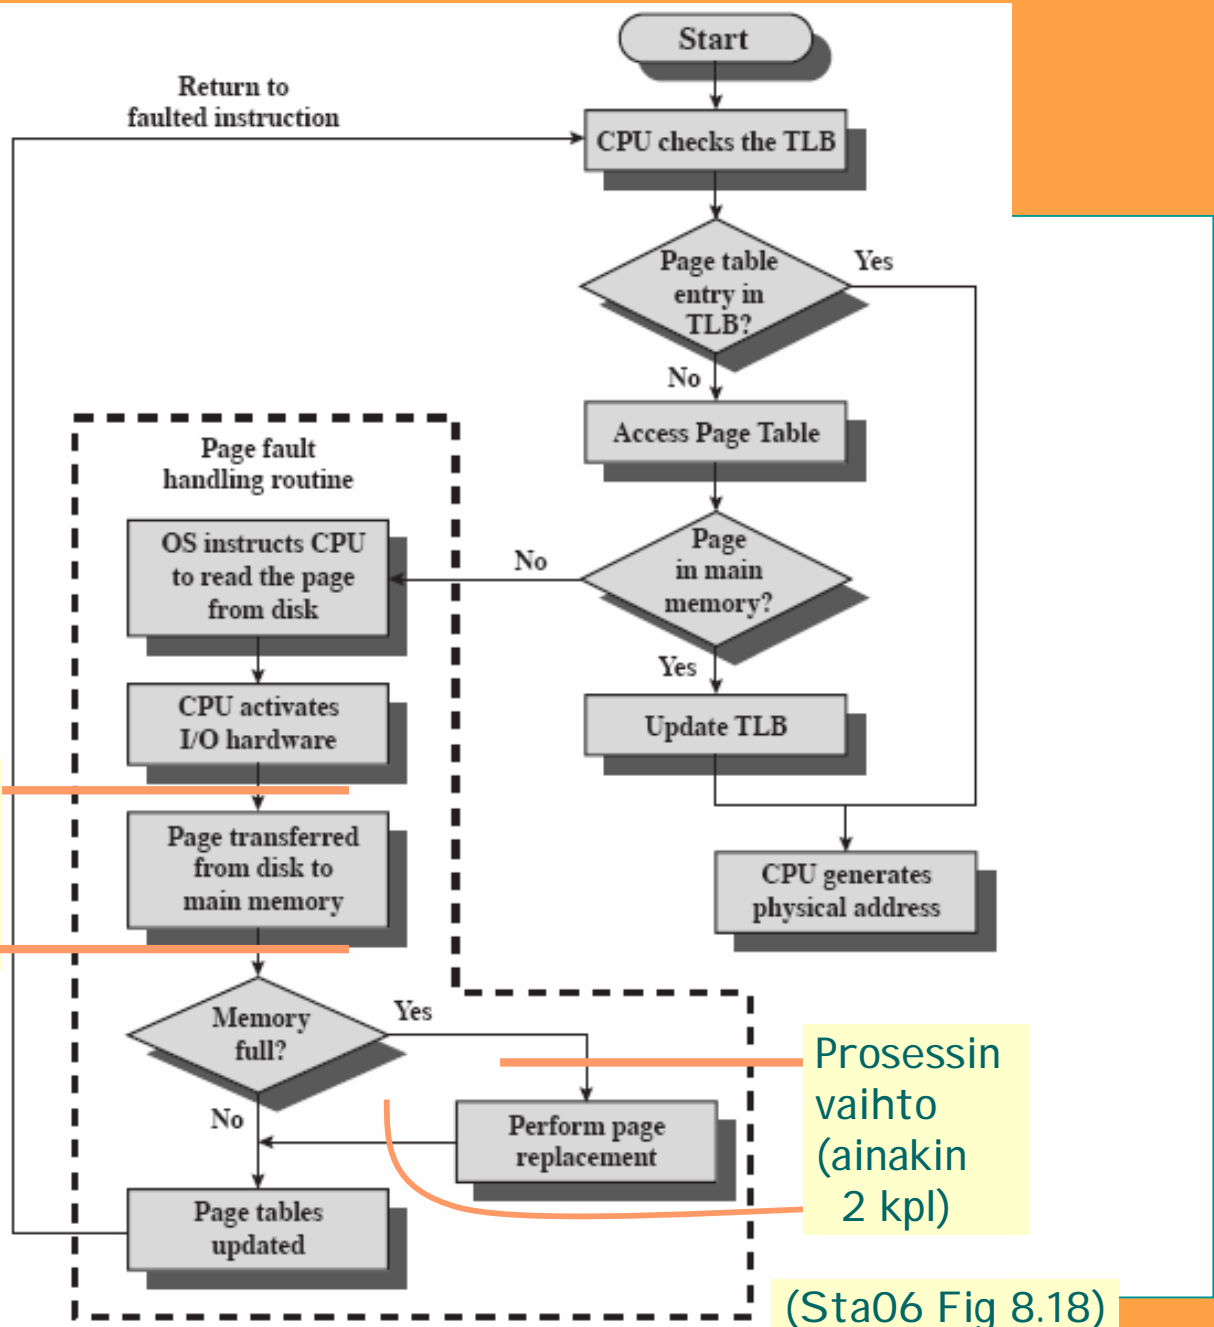 Start
Return to
faulted instruction
CPU checks the TLB
Page table
entry in
TLB?
Yes
No
Access Page Table
Page fault
handling routine
OS instructs CPU
to read the page
from disk
No
Page
in main
memory?
Yes
CPU activates
I/O hardware
Update TLB
Page transferred
from disk to
main memory
CPU generates
physical address
Memory
full?
Yes
No
Perform page
replacement
Page tables
updated
Prosessin
vaihto
(ainakin
2 kpl)
(Sta06 Fig 8.18)